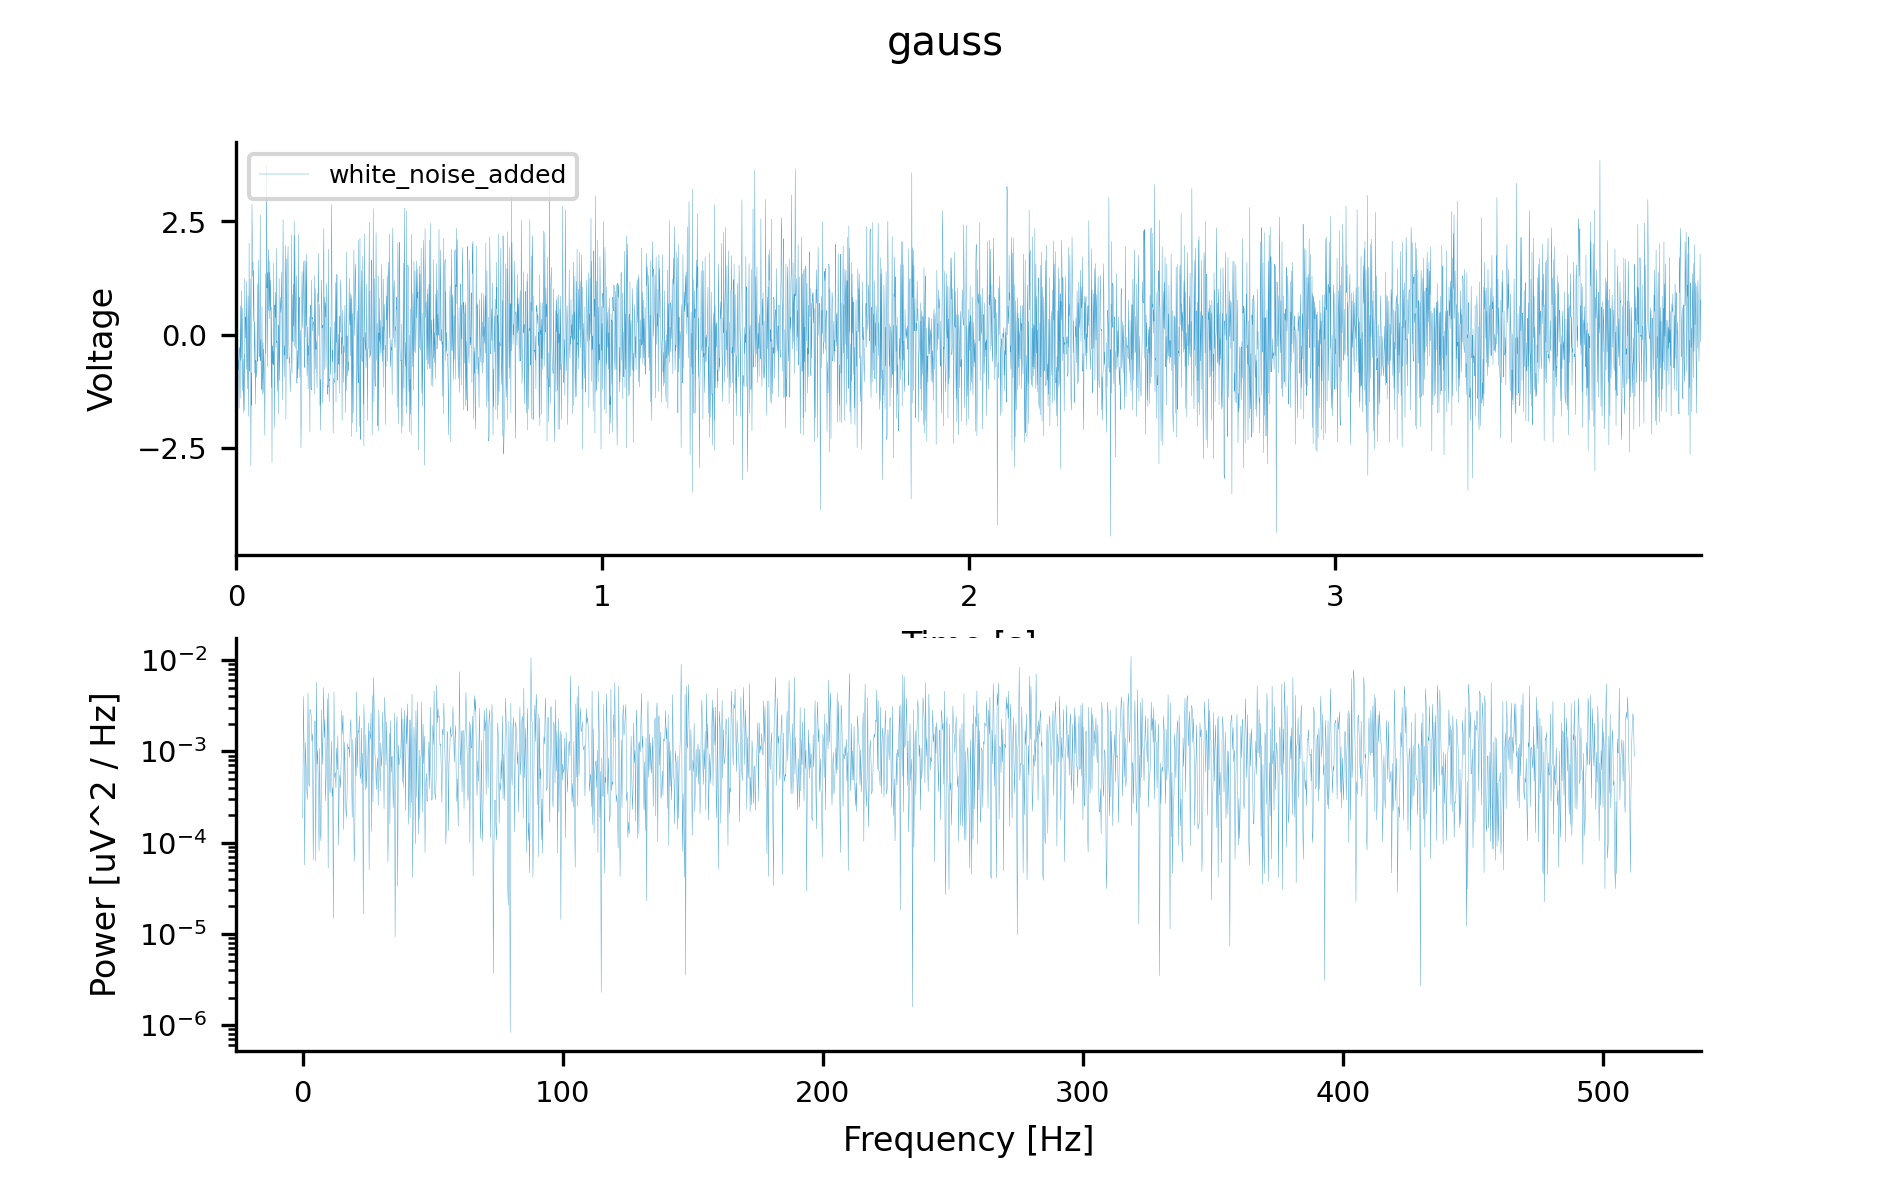 gauss
white_noise_added
Voltage
2.5
0.0
−2.5
0 1 2 3
Time [s]
Power [uV^2 / Hz]
10⁻²
10⁻³
10⁻⁴
10⁻⁵
10⁻⁶
0 100 200 300 400 500
Frequency [Hz]